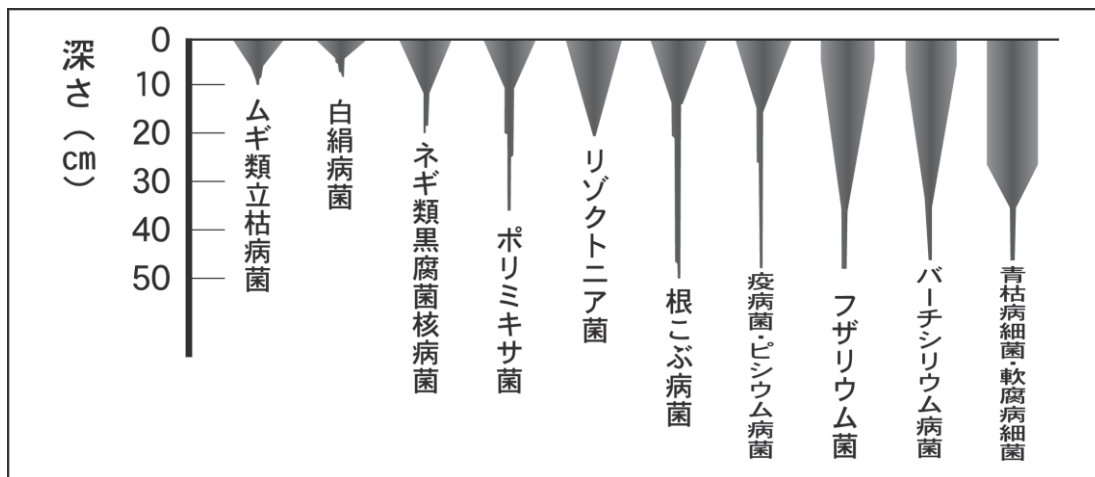 深さ（㎝）
0
10
20
30
40
50
ムギ類立枯病菌
白絹病菌
ネギ類黒腐菌核病菌
ポリミキサ菌
リゾクトニア菌
根こぶ病菌
疫病菌・ピシウム病菌
フザリウム菌
バーチシリウム病菌
青枯病細菌・軟腐病細菌